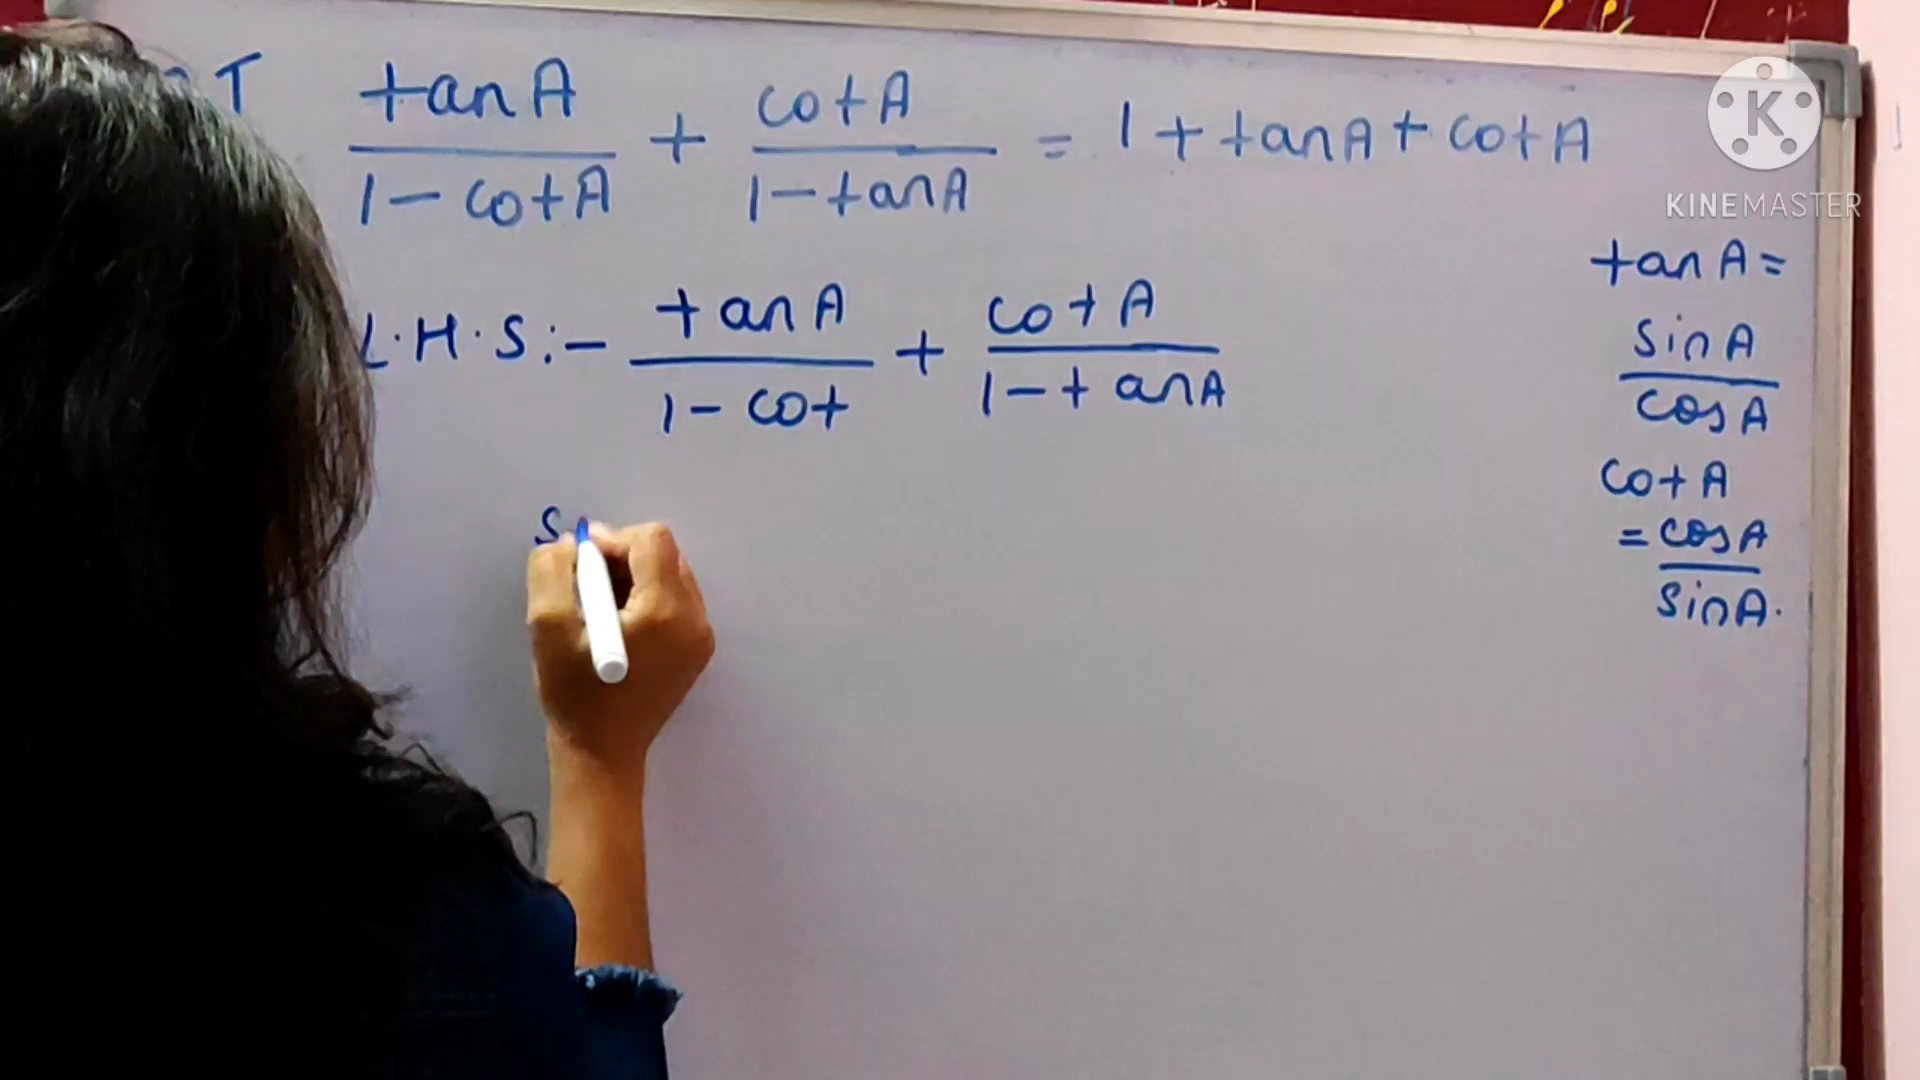 T tanA/1-cotA + cotA/1-tanA = 1 + tanA + cotA
K
KINEMASTER
L.H.S:- tanA/1-cot + cotA/1-tanA
tanA =
sinA/cosA
cotA
= cosA/sinA.
S